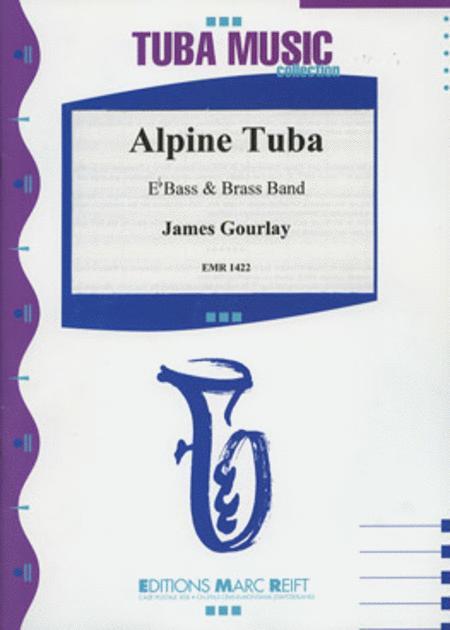 TUBA MUSIC
collection
Alpine Tuba
E♭ Bass & Brass Band
James Gourlay
EMR 1422
EDITIONS MARC REIFT